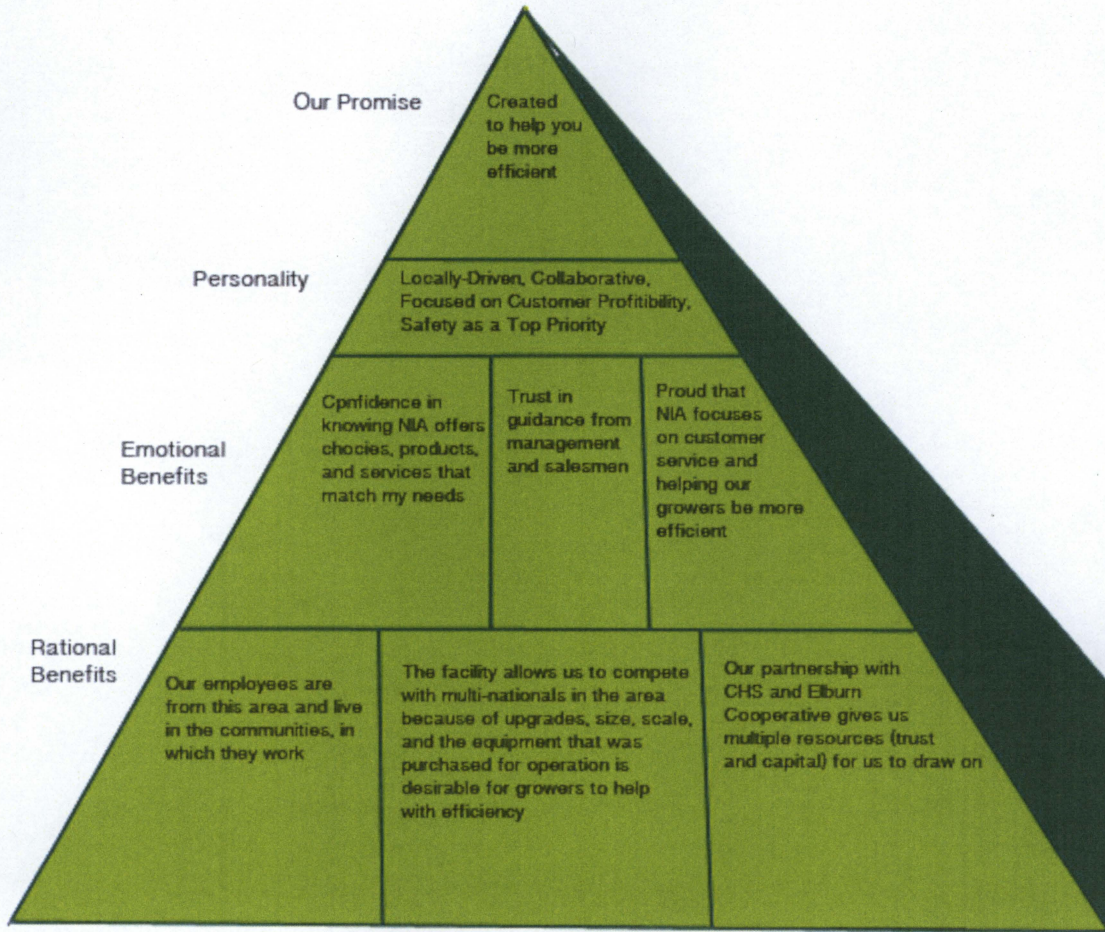 Our Promise
Created
to help you
be more
efficient
Personality
Locally-Driven, Collaborative,
Focused on Customer Profitibility,
Safety as a Top Priority
Emotional
Benefits
Cpnfidence in
knowing NIA offers
chocies, products,
and services that
match my needs
Trust in
guidance from
management
and salesmen
Proud that
NIA focuses
on customer
service and
helping our
growers be more
efficient
Rational
Benefits
Our employees are
from this area and live
in the communities, in
which they work
The facility allows us to compete
with multi-nationals in the area
because of upgrades, size, scale,
and the equipment that was
purchased for operation is
desirable for growers to help
with efficiency
Our partnership with
CHS and Elburn
Cooperative gives us
multiple resources (trust
and capital) for us to draw on